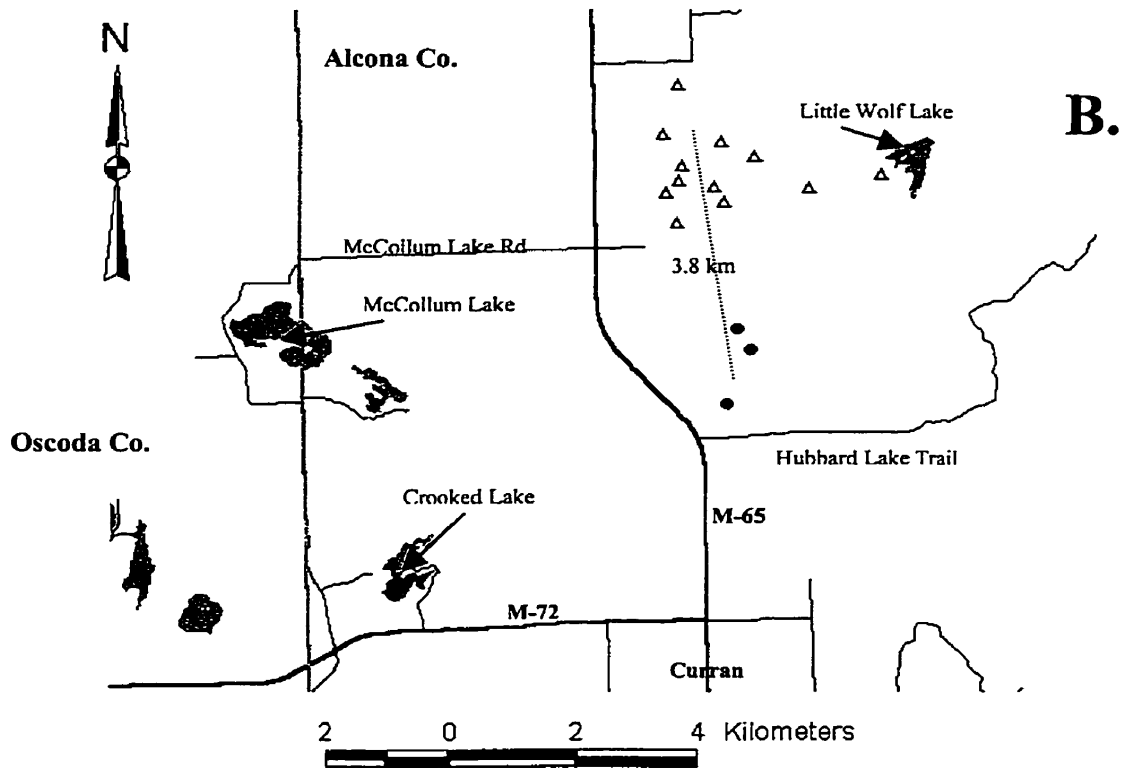 N
Alcona Co.
Little Wolf Lake
B.
McCollum Lake Rd
3.8 km
McCollum Lake
Oscoda Co.
Hubbard Lake Trail
Crooked Lake
M-65
M-72
Curran
2 0 2 4 Kilometers